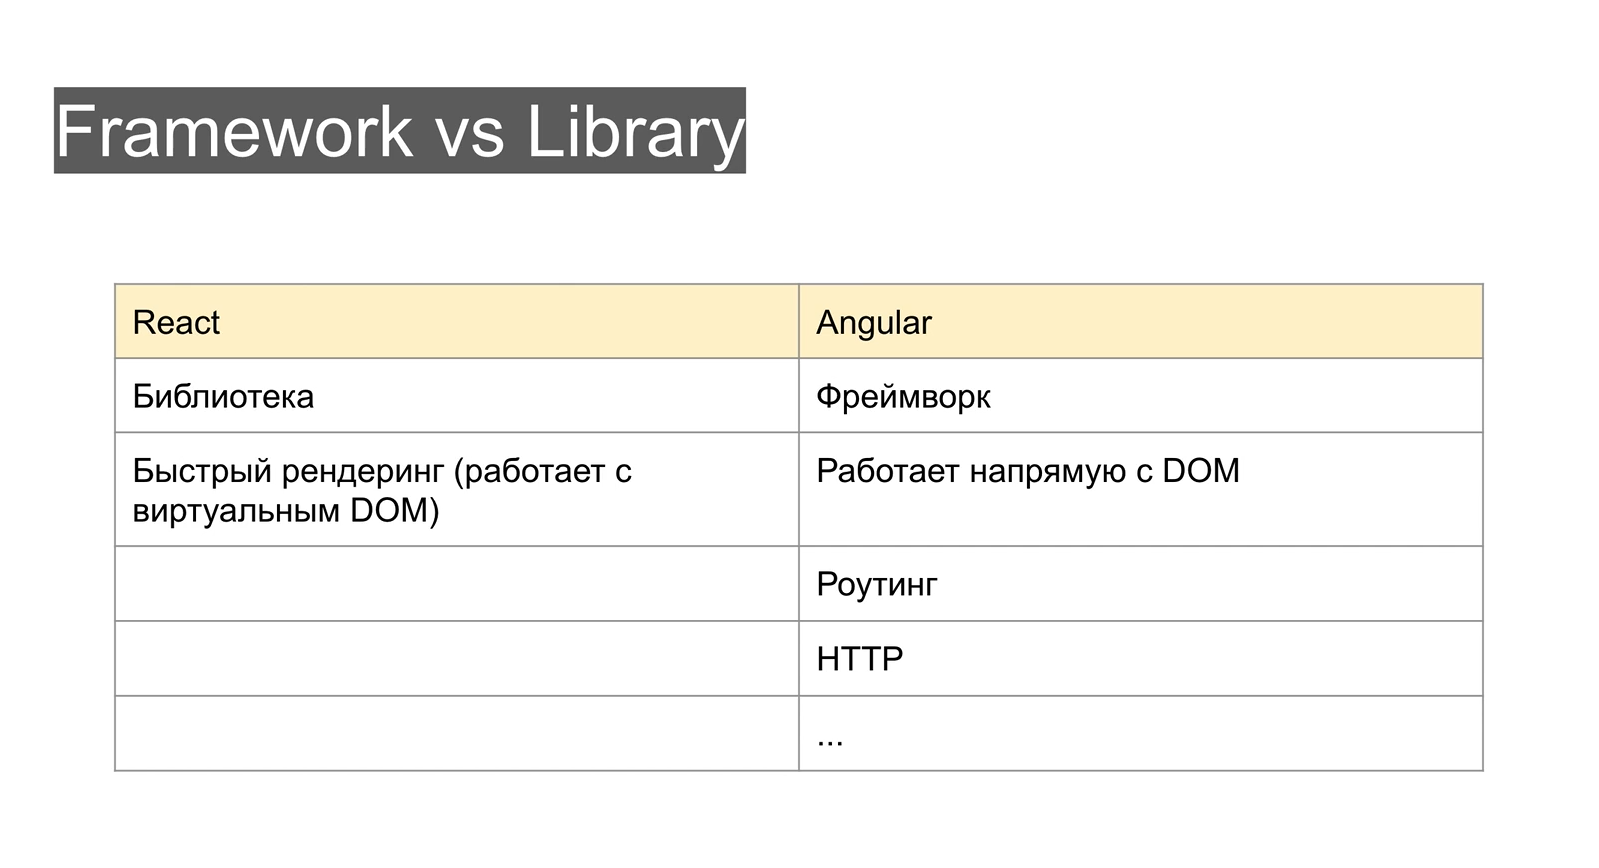 Framework vs Library
React
Angular
Библиотека
Фреймворк
Быстрый рендеринг (работает с
виртуальным DOM)
Работает напрямую с DOM
Роутинг
HTTP
...